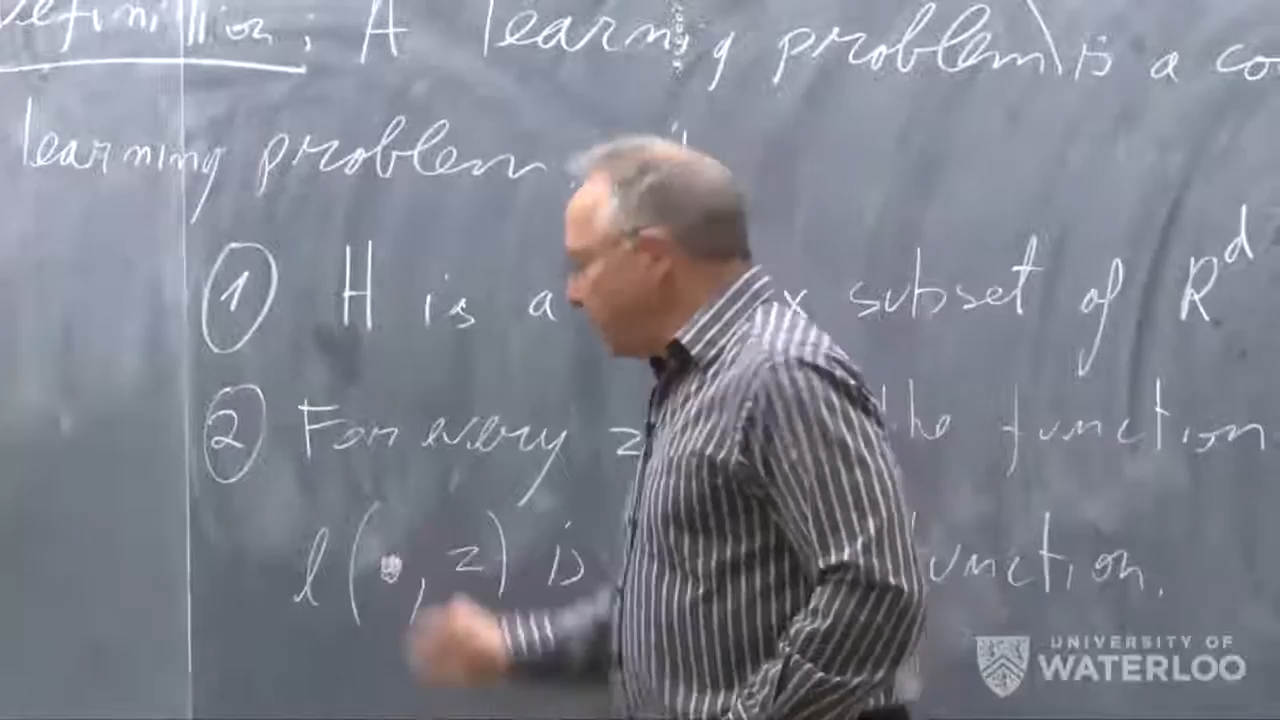 Definition: A learning problem is a co
learning problem
① H is a x subset of R^d
② For every z the function
l(•, z) is unction.
UNIVERSITY OF
WATERLOO